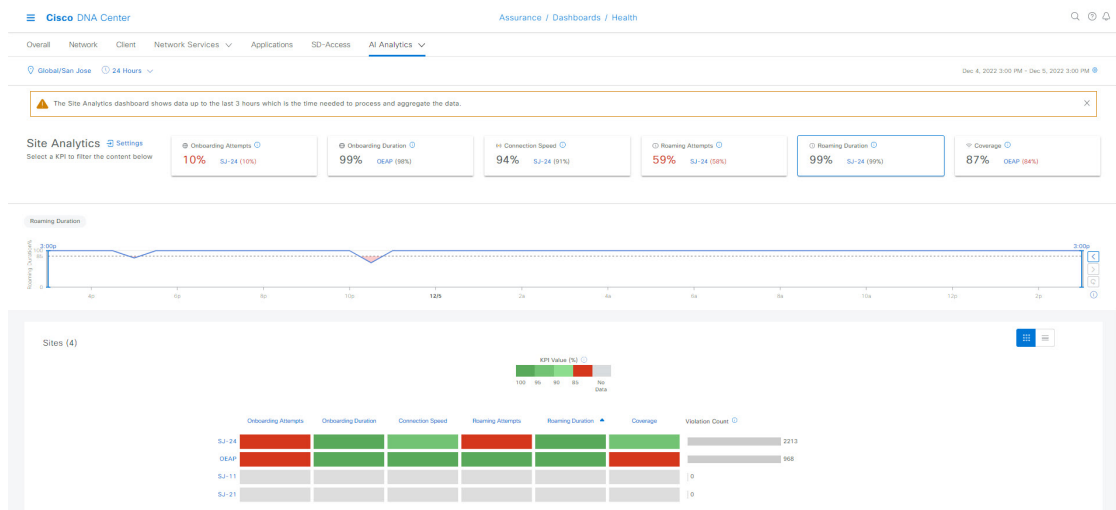 Cisco DNA Center
Assurance / Dashboards / Health
Overall Network Client Network Services Applications SD-Access AI Analytics
Global/San Jose 24 Hours
Dec 4, 2022 3:00 PM - Dec 5, 2022 3:00 PM
The Site Analytics dashboard shows data up to the last 3 hours which is the time needed to process and aggregate the data.
Site Analytics Settings
Select a KPI to filter the content below
Onboarding Attempts
10% SJ-24 (10%)
Onboarding Duration
99% OEAP (98%)
Connection Speed
94% SJ-24 (91%)
Roaming Attempts
59% SJ-24 (58%)
Roaming Duration
99% SJ-24 (99%)
Coverage
87% OEAP (84%)
Roaming Duration
3:00p 3:00p
100
0
4p 6p 8p 10p 12/5 2a 4a 6a 8a 10a 12p 2p
Sites (4)
KPI Value (%)
100 95 90 85 No Data
Onboarding Attempts Onboarding Duration Connection Speed Roaming Attempts Roaming Duration Coverage Violation Count
SJ-24 2213
OEAP 968
SJ-11 0
SJ-21 0